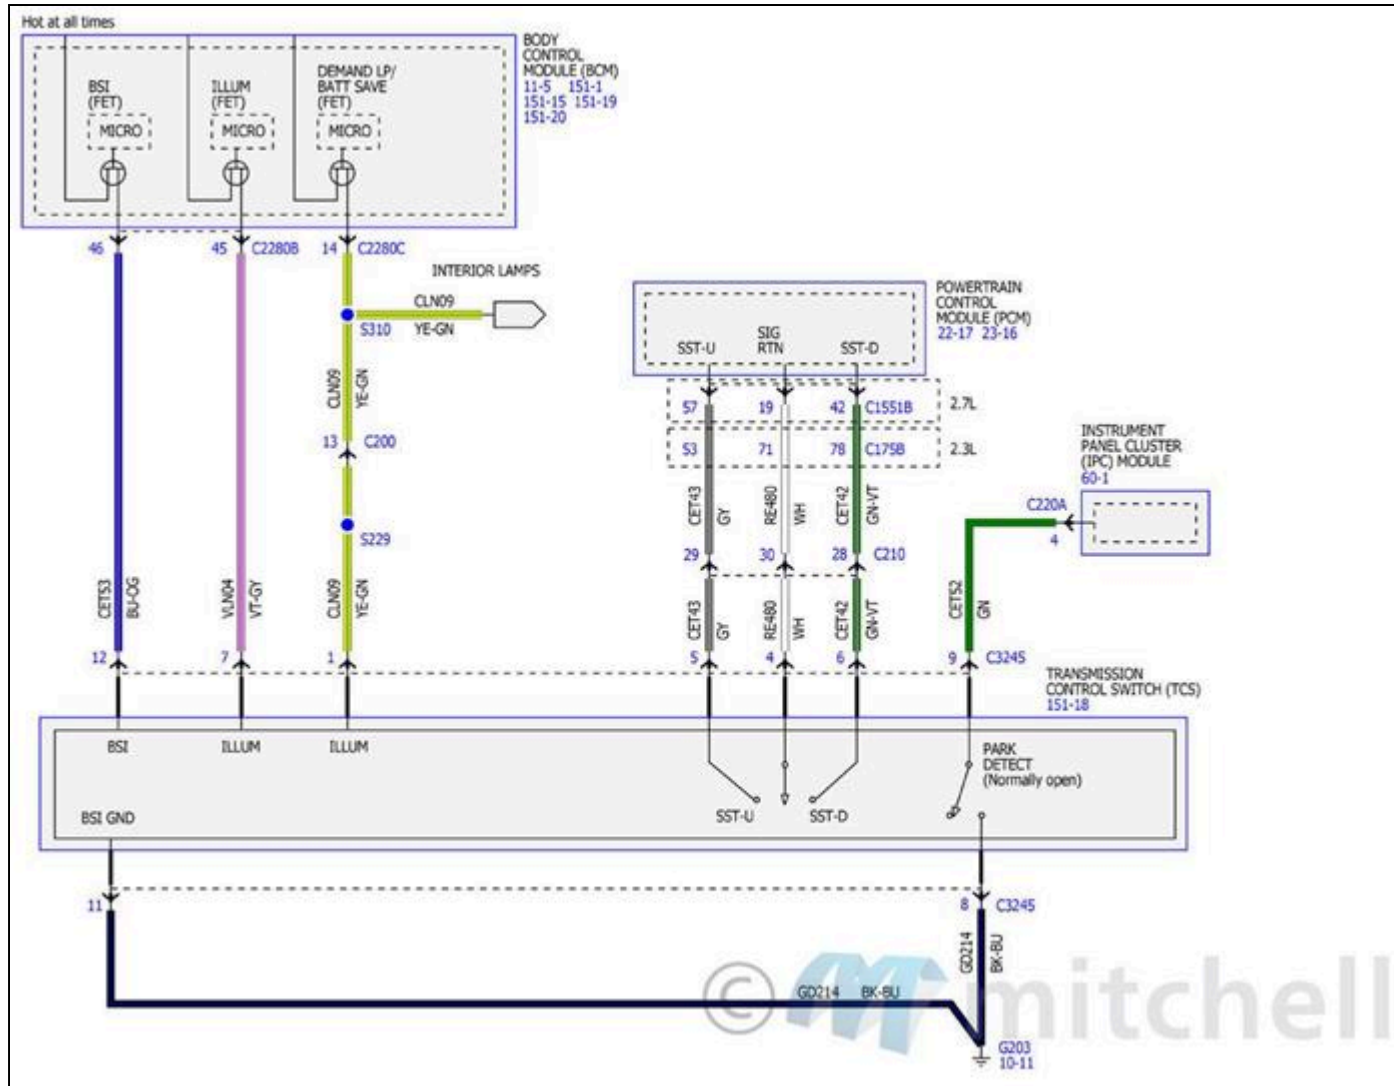 Hot at all times
BODY
CONTROL
MODULE (BCM)
11-5 151-1
151-15 151-19
151-20
BSI
(FET)
MICRO
ILLUM
(FET)
MICRO
DEMAND LP/
BATT SAVE
(FET)
MICRO
46
45 C2280B
14 C2280C
INTERIOR LAMPS
CLN09
YE-GN
S310
CLN09
YE-GN
13 C200
S229
CET53
BU-OG
VLN04
VT-GY
CLN09
YE-GN
12
7
1
POWERTRAIN
CONTROL
MODULE (PCM)
22-17 23-16
SST-U
SIG
RTN
SST-D
57 19 42 C1551B 2.7L
53 71 78 C175B 2.3L
CET43
GY
RE480
WH
CET42
GN-VT
29 30 28 C210
CET43
GY
RE480
WH
CET42
GN-VT
5 4 6
INSTRUMENT
PANEL CLUSTER
(IPC) MODULE
60-1
C220A
4
CET52
GN
9 C3245
TRANSMISSION
CONTROL SWITCH (TCS)
151-18
BSI
ILLUM
ILLUM
PARK
DETECT
(Normally open)
SST-U
SST-D
BSI GND
11
8 C3245
GD214
BK-BU
GD214 BK-BU
© mitchell
G203
10-11